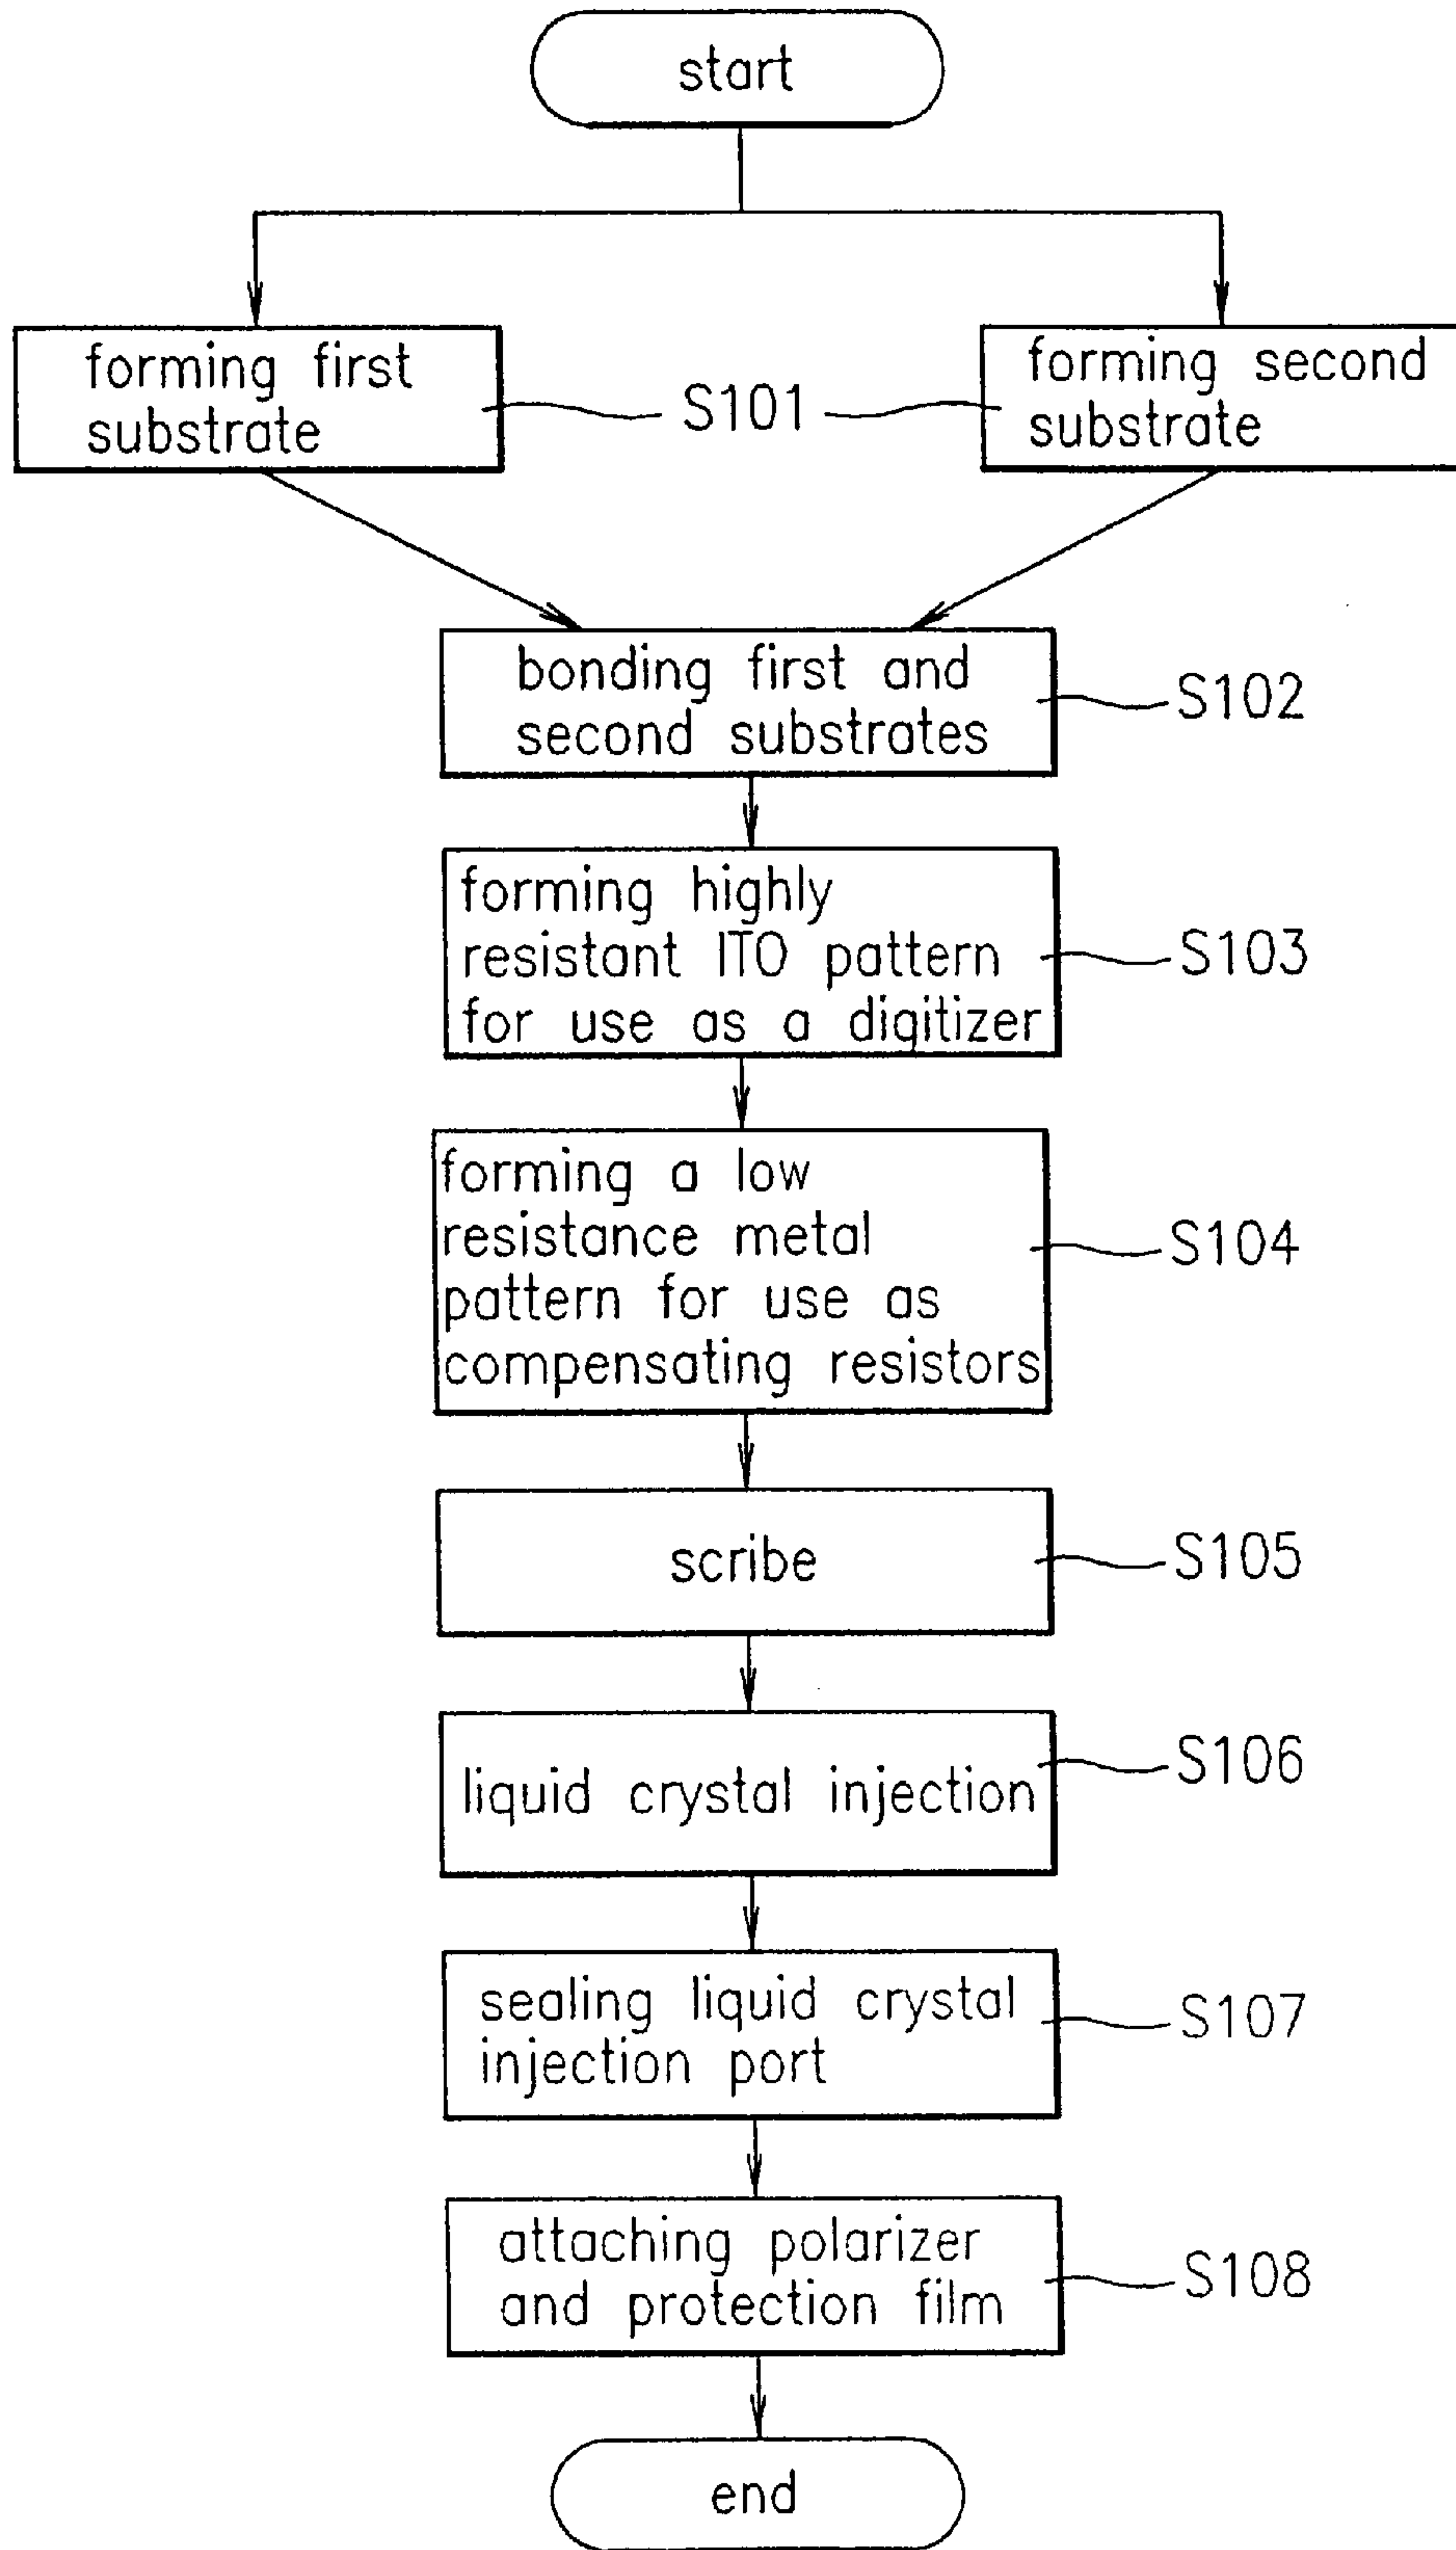 start
forming first
substrate
S101
forming second
substrate
bonding first and
second substrates
S102
forming highly
resistant ITO pattern
for use as a digitizer
S103
forming a low
resistance metal
pattern for use as
compensating resistors
S104
scribe
S105
liquid crystal injection
S106
sealing liquid crystal
injection port
S107
attaching polarizer
and protection film
S108
end